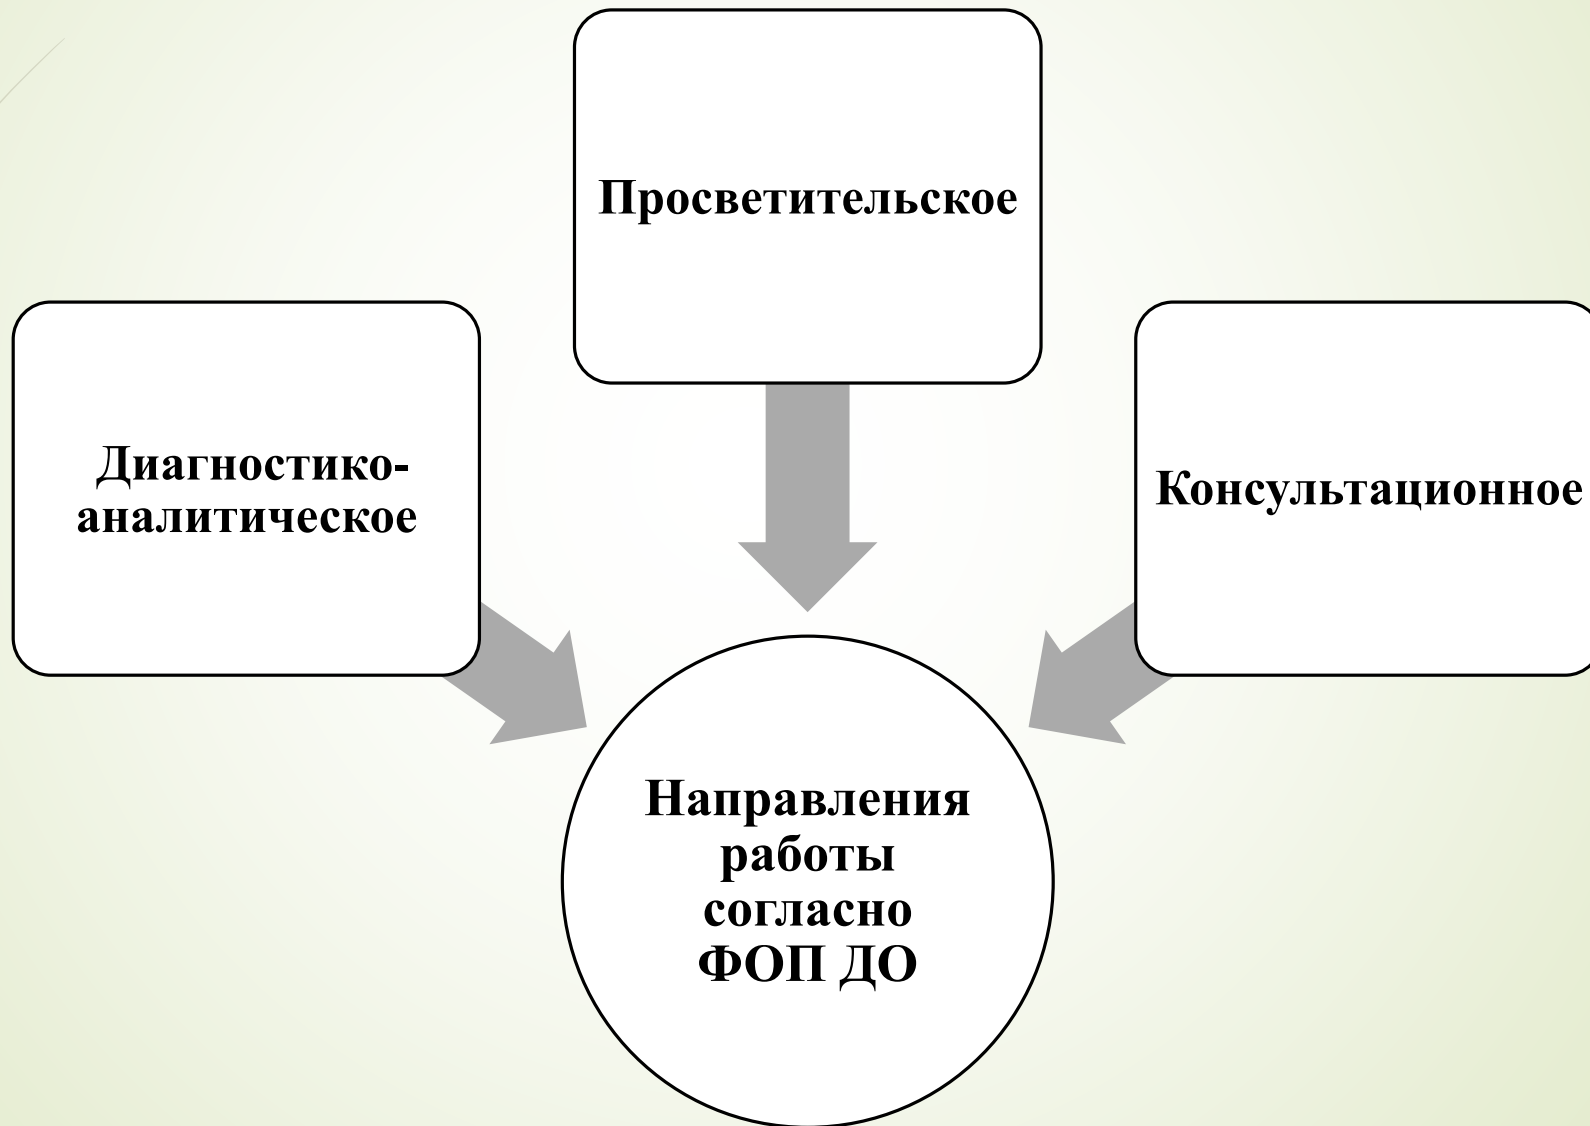 Просветительское
Диагностико-
аналитическое
Консультационное
Направления
работы
согласно
ФОП ДО